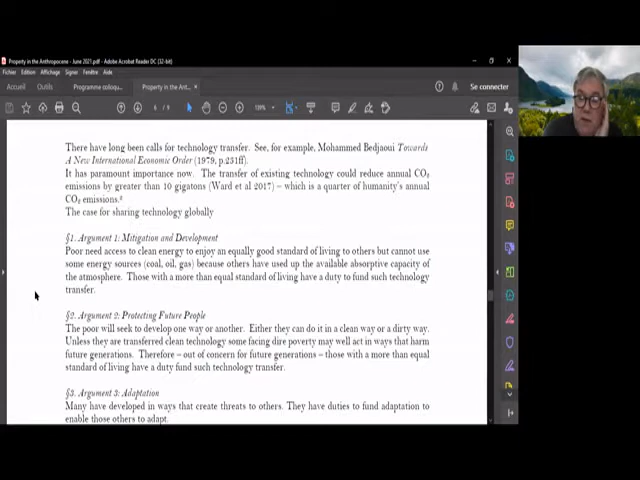 Property in the Anthropocene - June 2021.pdf - Adobe Acrobat Reader DC (32-bit)
Fichier Edition Affichage Signer Fenêtre Aide
Accueil Outils Programme colloqu... Property in the Ant... × Se connecter
6 / 9
There have long been calls for technology transfer. See, for example, Mohammed Bedjaoui Towards
A New International Economic Order (1979, p.231ff)
It has paramount importance now. The transfer of existing technology could reduce annual CO₂
emissions by greater than 10 gigatons (Ward et al 2017) – which is a quarter of humanity's annual
CO₂ emissions.
The case for sharing technology globally
§1. Argument 1: Mitigation and Development
Poor need access to clean energy to enjoy an equally good standard of living to others but cannot use
some energy sources (coal, oil, gas) because others have used up the available absorptive capacity of
the atmosphere. Those with a more than equal standard of living have a duty to fund such technology
transfer.
§2. Argument 2: Protecting Future People
The poor will seek to develop one way or another. Either they can do it in a clean way or a dirty way.
Unless they are transferred clean technology some facing dire poverty may well act in ways that harm
future generations. Therefore – out of concern for future generations – those with a more than equal
standard of living have a duty fund such technology transfer.
§3. Argument 3: Adaptation
Many have developed in ways that create threats to others. They have duties to fund adaptation to
enable those others to adapt.